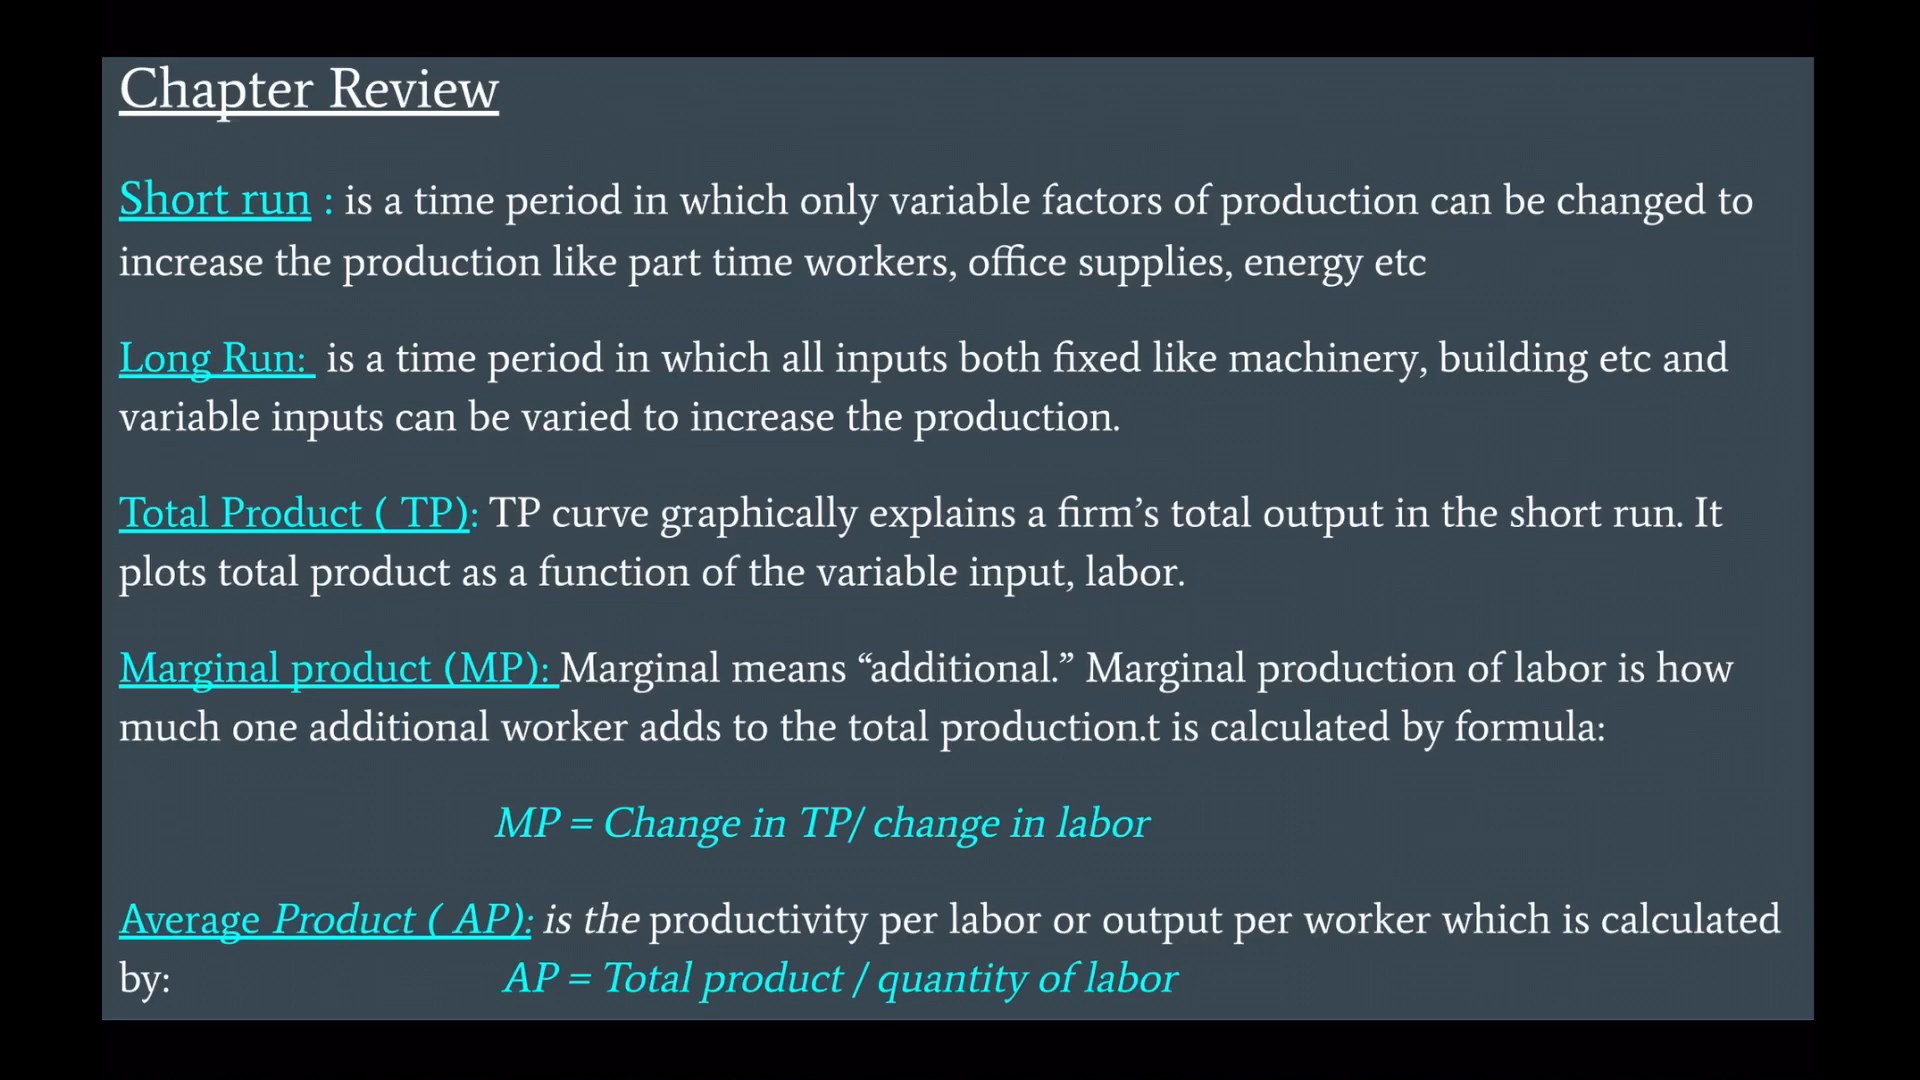 Chapter Review
Short run : is a time period in which only variable factors of production can be changed to
increase the production like part time workers, office supplies, energy etc
Long Run: is a time period in which all inputs both fixed like machinery, building etc and
variable inputs can be varied to increase the production.
Total Product ( TP): TP curve graphically explains a firm’s total output in the short run. It
plots total product as a function of the variable input, labor.
Marginal product (MP): Marginal means “additional.” Marginal production of labor is how
much one additional worker adds to the total production.t is calculated by formula:
MP = Change in TP/ change in labor
Average Product ( AP): is the productivity per labor or output per worker which is calculated
by: AP = Total product / quantity of labor